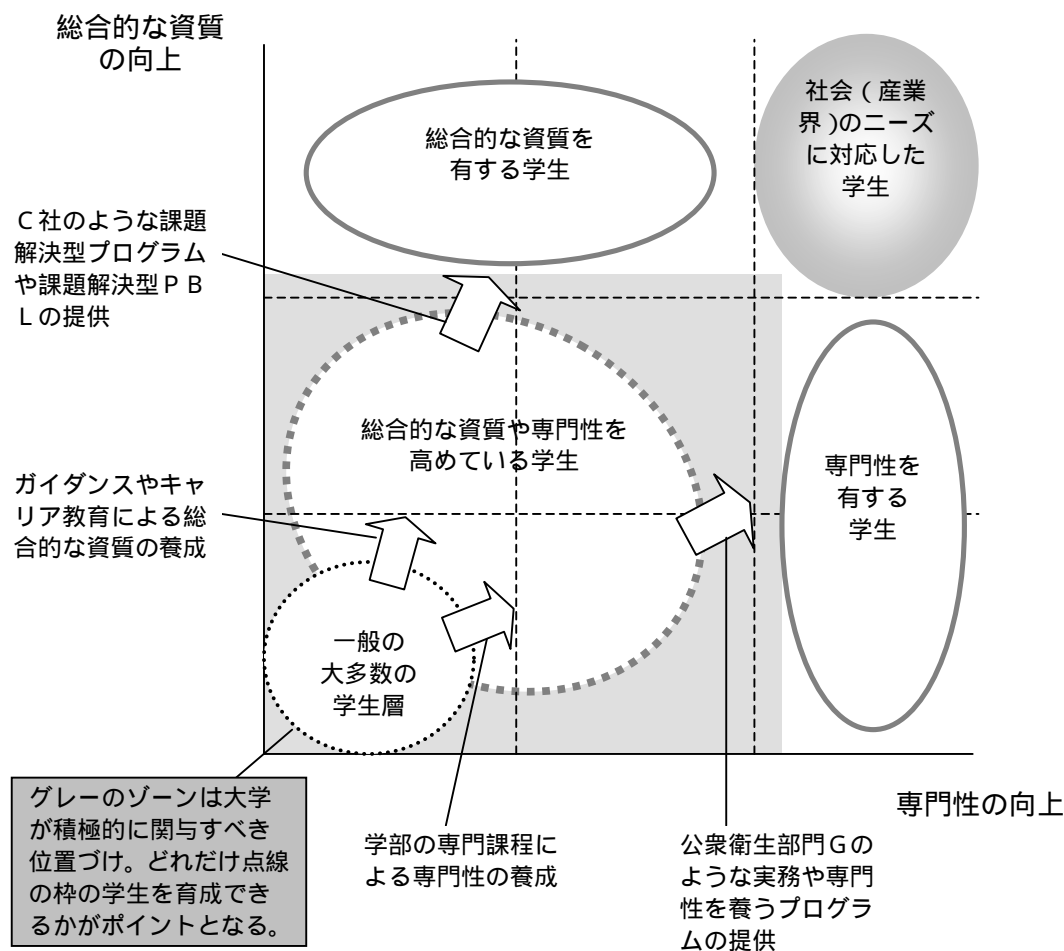 総合的な資質
の向上
総合的な資質を
有する学生
社会（産業
界）のニーズ
に対応した
学生
Ｃ社のような課題
解決型プログラム
や課題解決型ＰＢ
Ｌの提供
総合的な資質や専門性を
高めている学生
専門性を
有する
学生
ガイダンスやキャ
リア教育による総
合的な資質の養成
一般の
大多数の
学生層
グレーのゾーンは大学
が積極的に関与すべき
位置づけ。どれだけ点線
の枠の学生を育成でき
るかがポイントとなる。
学部の専門課程に
よる専門性の養成
公衆衛生部門Ｇの
ような実務や専門
性を養うプログラ
ムの提供
専門性の向上